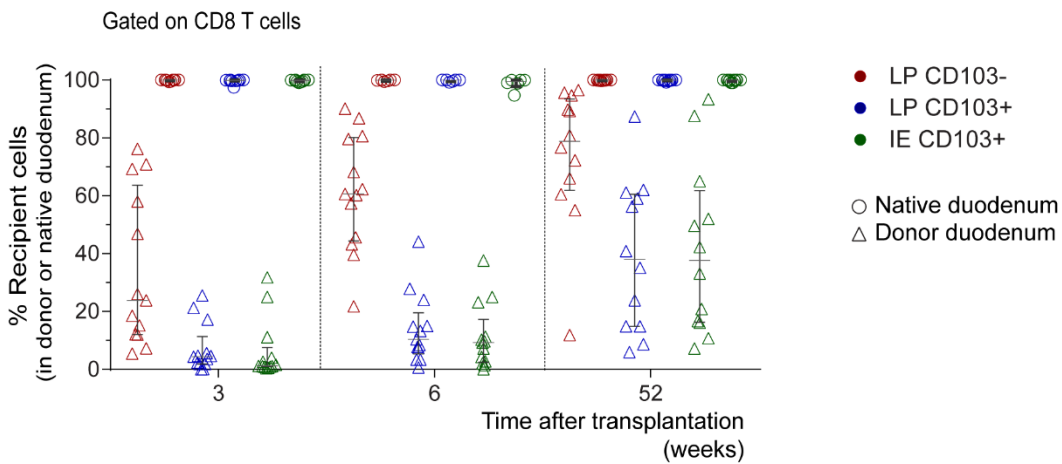 Gated on CD8 T cells
% Recipient cells
(in donor or native duodenum)
100
80
60
40
20
0
3
6
52
Time after transplantation
(weeks)
LP CD103-
LP CD103+
IE CD103+
Native duodenum
Donor duodenum